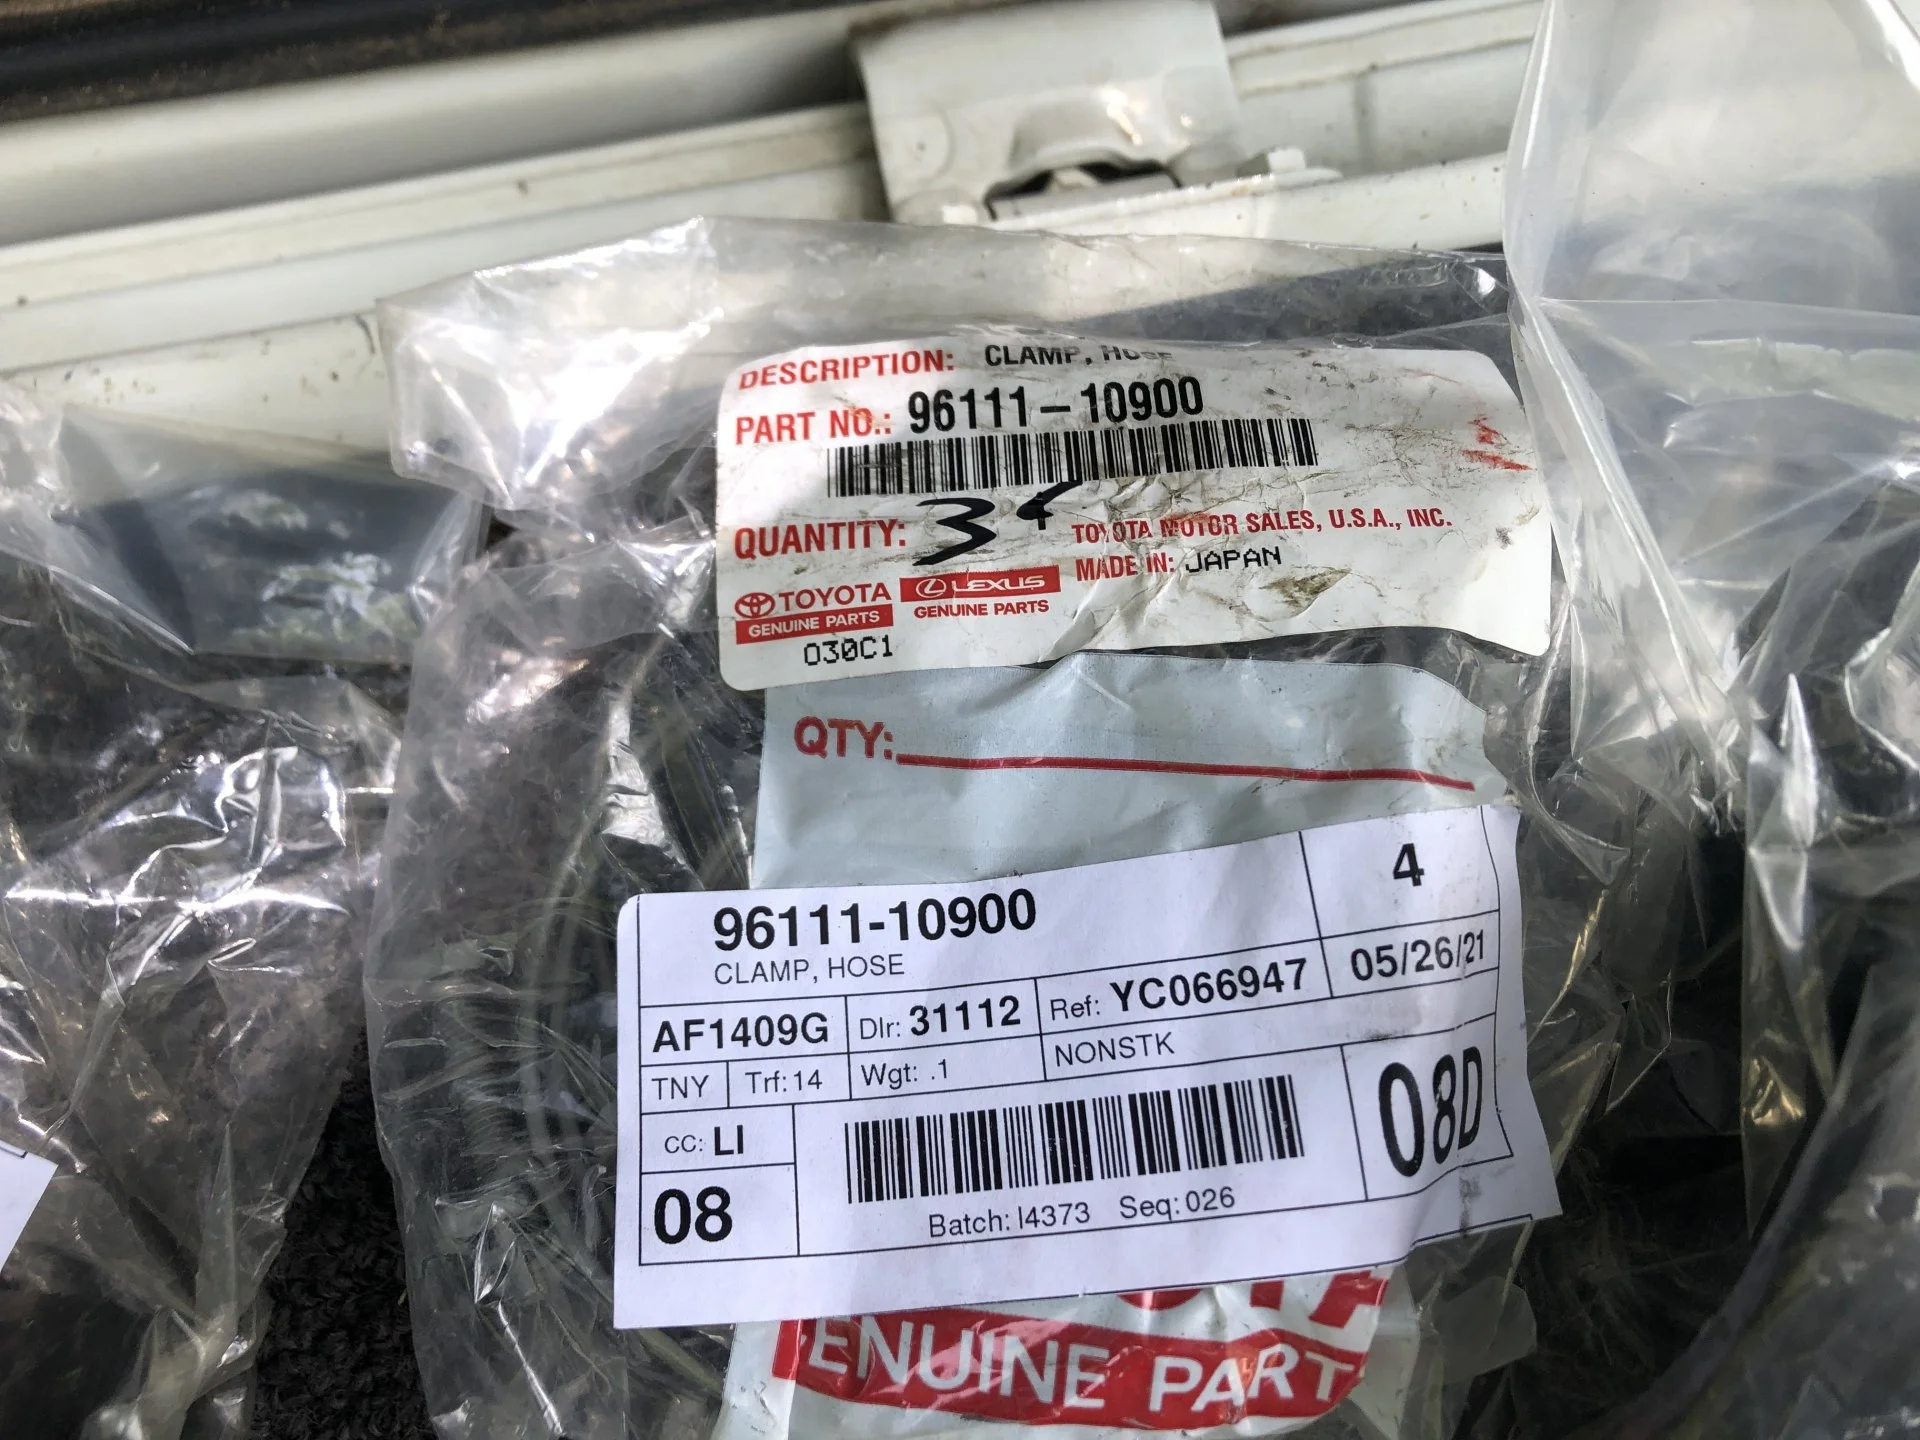 DESCRIPTION: CLAMP, HOSE
PART NO.: 96111-10900
QUANTITY: 3
TOYOTA MOTOR SALES, U.S.A., INC.
MADE IN: JAPAN
TOYOTA
GENUINE PARTS
LEXUS
GENUINE PARTS
030C1
QTY:
96111-10900
4
CLAMP, HOSE
AF1409G Dlr: 31112 Ref: YC066947 05/26/21
TNY Trf: 14 Wgt: .1 NONSTK
CC: LI
08
08D
Batch: I4373 Seq: 026
GENUINE PART